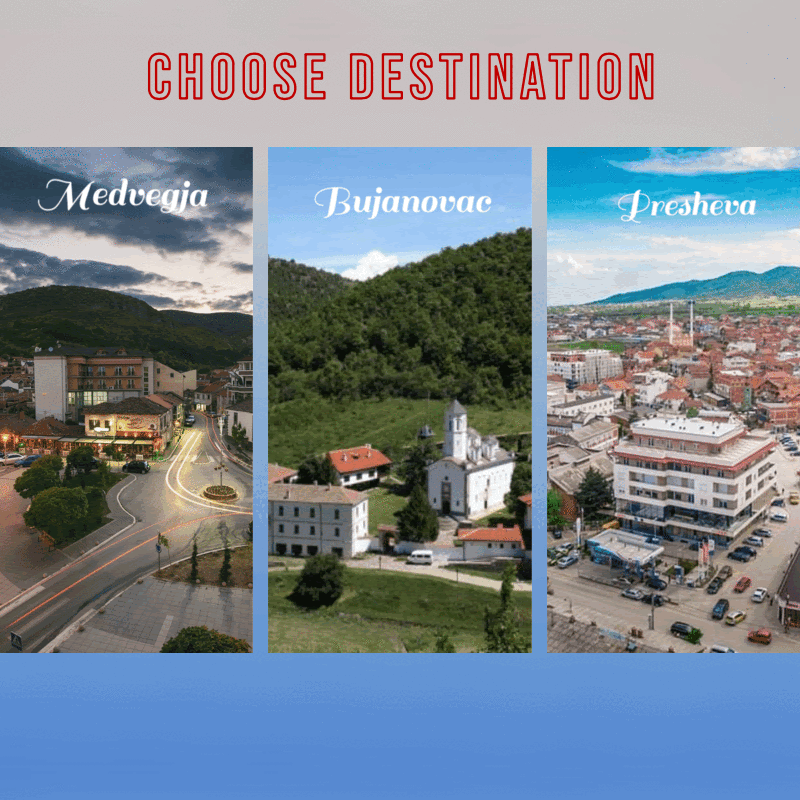 CHOOSE DESTINATION
Medvegja
Bujanovac
Presheva